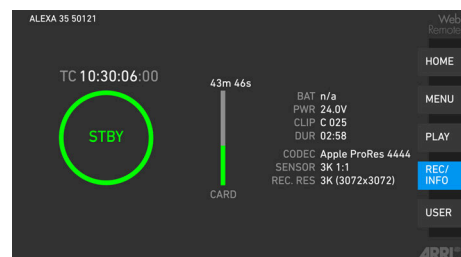 ALEXA 35 50121
Web
Remote
TC 10:30:06:00
43m 46s
STBY
CARD
BAT n/a
PWR 24.0V
CLIP C 025
DUR 02:58
CODEC Apple ProRes 4444
SENSOR 3K 1:1
REC. RES 3K (3072x3072)
HOME
MENU
PLAY
REC/
INFO
USER
ARRI